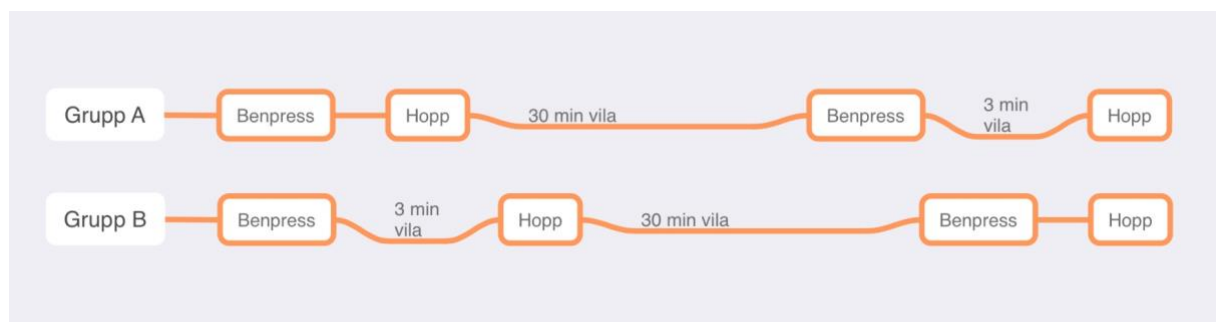 Grupp A
Benpress
Hopp
30 min vila
Benpress
3 min
vila
Hopp
Grupp B
Benpress
3 min
vila
Hopp
30 min vila
Benpress
Hopp